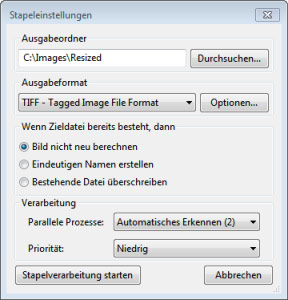 Stapeleinstellungen
Ausgabeordner
C:\Images\Resized
Durchsuchen...
Ausgabeformat
TIFF - Tagged Image File Format
Optionen...
Wenn Zieldatei bereits besteht, dann
Bild nicht neu berechnen
Eindeutigen Namen erstellen
Bestehende Datei überschreiben
Verarbeitung
Parallele Prozesse:
Automatisches Erkennen (2)
Priorität:
Niedrig
Stapelverarbeitung starten
Abbrechen